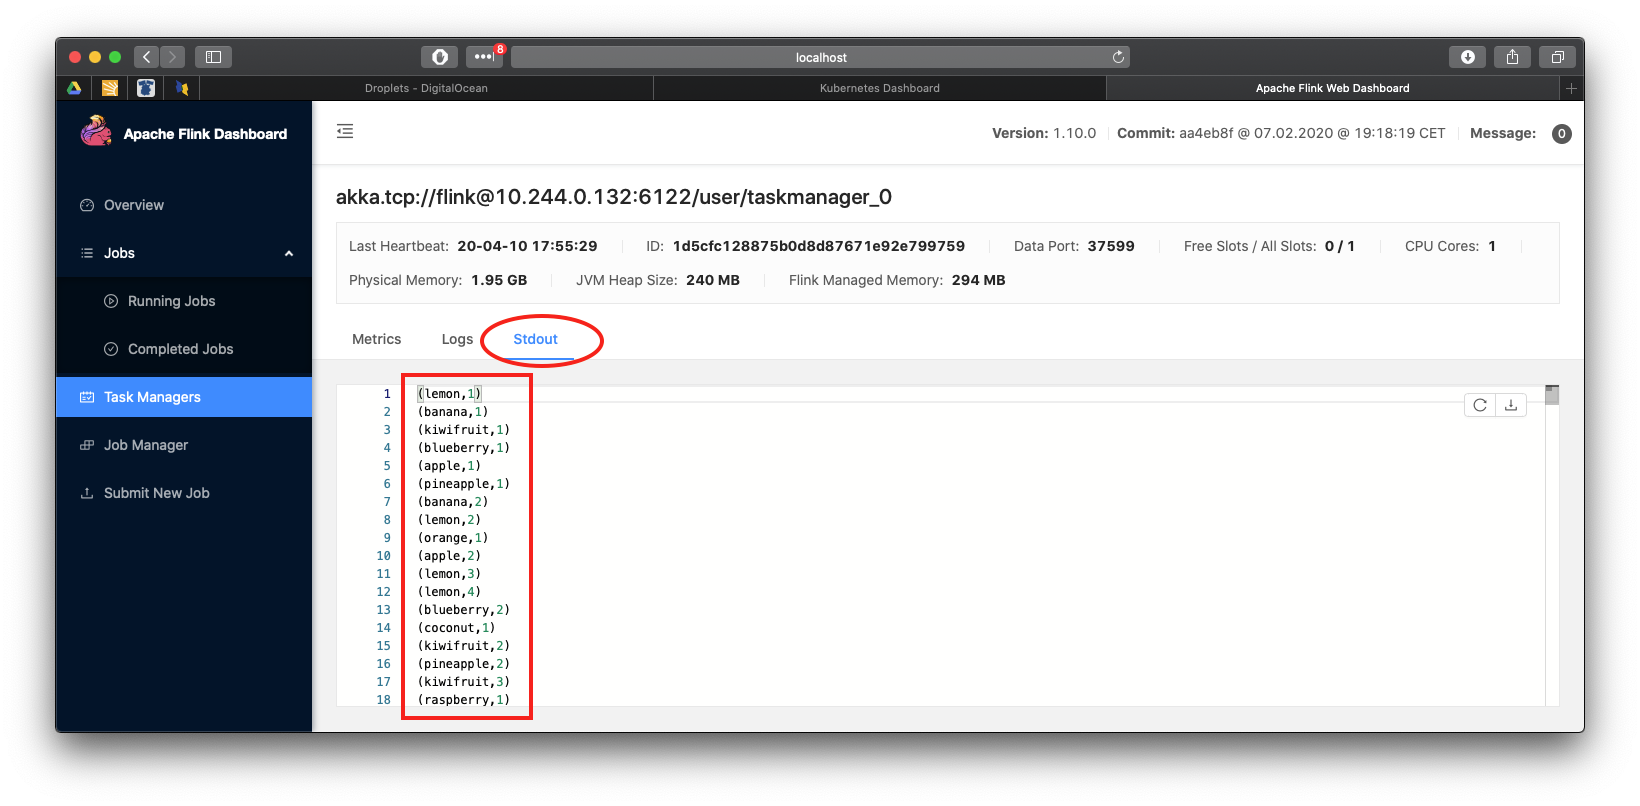 8
localhost
Droplets - DigitalOcean
Kubernetes Dashboard
Apache Flink Web Dashboard
Apache Flink Dashboard
Version: 1.10.0
Commit: aa4eb8f @ 07.02.2020 @ 19:18:19 CET
Message: 0
Overview
Jobs
Running Jobs
Completed Jobs
Task Managers
Job Manager
Submit New Job
akka.tcp://flink@10.244.0.132:6122/user/taskmanager_0
Last Heartbeat: 20-04-10 17:55:29 ID: 1d5cfc128875b0d8d87671e92e799759 Data Port: 37599 Free Slots / All Slots: 0 / 1 CPU Cores: 1
Physical Memory: 1.95 GB JVM Heap Size: 240 MB Flink Managed Memory: 294 MB
Metrics Logs Stdout
1 (lemon,1)
2 (banana,1)
3 (kiwifruit,1)
4 (blueberry,1)
5 (apple,1)
6 (pineapple,1)
7 (banana,2)
8 (lemon,2)
9 (orange,1)
10 (apple,2)
11 (lemon,3)
12 (lemon,4)
13 (blueberry,2)
14 (coconut,1)
15 (kiwifruit,2)
16 (pineapple,2)
17 (kiwifruit,3)
18 (raspberry,1)